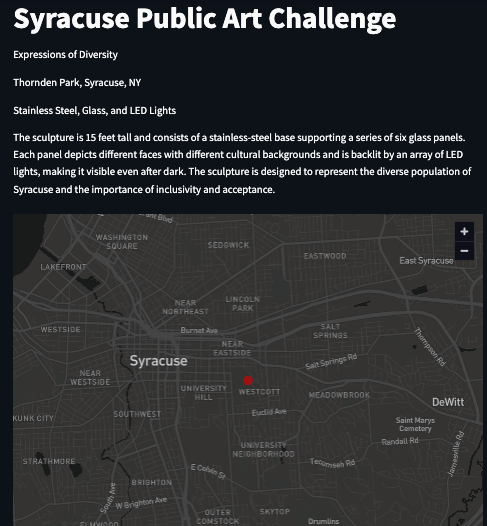 Syracuse Public Art Challenge
Expressions of Diversity
Thornden Park, Syracuse, NY
Stainless Steel, Glass, and LED Lights
The sculpture is 15 feet tall and consists of a stainless-steel base supporting a series of six glass panels.
Each panel depicts different faces with different cultural backgrounds and is backlit by an array of LED
lights, making it visible even after dark. The sculpture is designed to represent the diverse population of
Syracuse and the importance of inclusivity and acceptance.
WASHINGTON
SQUARE
SEDGWICK
EASTWOOD
East Syracuse
LAKEFRONT
+
−
NEAR
NORTHEAST
LINCOLN
PARK
WESTSIDE
Burnet Ave
SALT
SPRINGS
Thompson Rd
NEAR
EASTSIDE
Syracuse
Salt Springs Rd
NEAR
WESTSIDE
UNIVERSITY
HILL
WESTCOTT
MEADOWBROOK
DeWitt
SOUTHWEST
Euclid Ave
KUNK CITY
Saint Marys
Cemetery
Randall Rd
Jamesville Rd
UNIVERSITY
NEIGHBORHOOD
STRATHMORE
E Colvin St
Tecumseh Rd
BRIGHTON
South Ave
W Brighton Ave
OUTER
COMSTOCK
SKYTOP
Drumlins
ELMWOOD